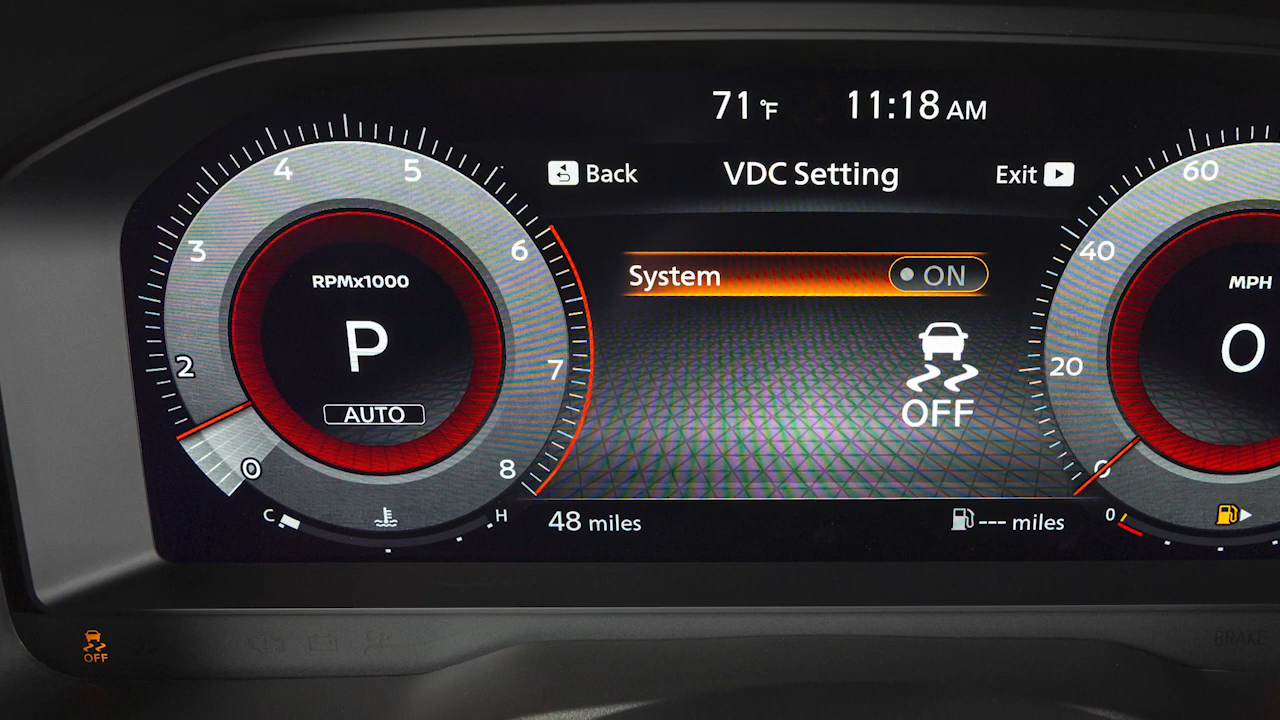 71°F 11:18 AM
Back VDC Setting Exit
System ON
OFF
RPMx1000
P
AUTO
0 2 3 4 5 6 7 8
C H
48 miles
--- miles
MPH
0
0 20 40 60
0
OFF
BRAKE